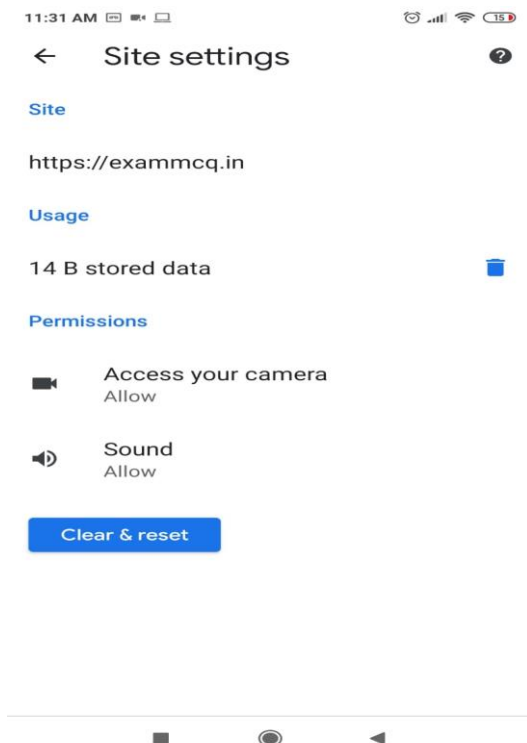 11:31 AM
15
Site settings
Site
https://exammcq.in
Usage
14 B stored data
Permissions
Access your camera
Allow
Sound
Allow
Clear & reset